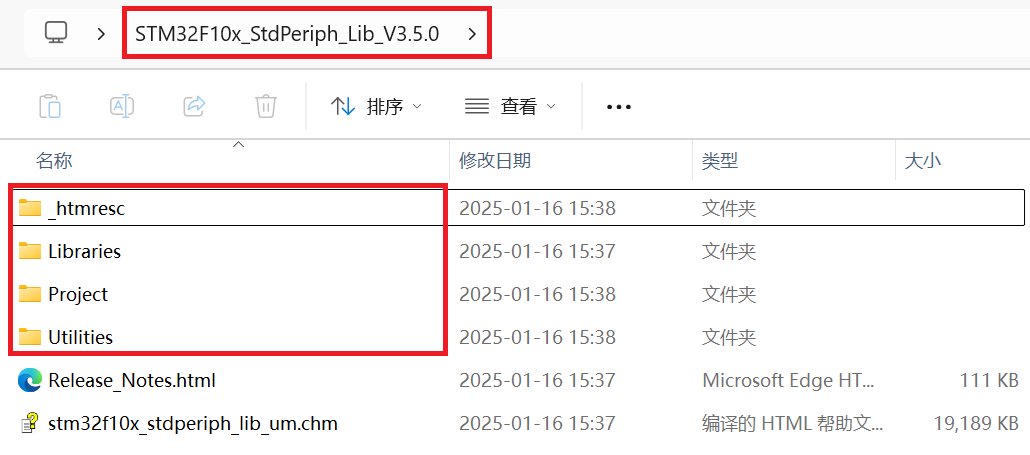 STM32F10x_StdPeriph_Lib_V3.5.0
排序 查看
名称 修改日期 类型 大小
_htmresc 2025-01-16 15:38 文件夹
Libraries 2025-01-16 15:37 文件夹
Project 2025-01-16 15:38 文件夹
Utilities 2025-01-16 15:38 文件夹
Release_Notes.html 2025-01-16 15:37 Microsoft Edge HT... 111 KB
stm32f10x_stdperiph_lib_um.chm 2025-01-16 15:37 编译的 HTML 帮助文... 19,189 KB